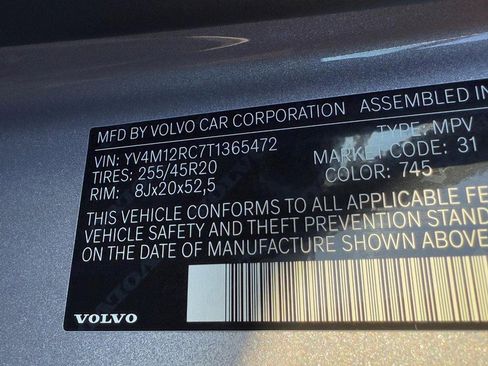 MFD BY VOLVO CAR CORPORATION ASSEMBLED IN
VIN: YV4M12RC7T1365472 TYPE: MPV
TIRES: 255/45R20 MARKET CODE: 31
RIM: 8Jx20x52,5 COLOR: 745
THIS VEHICLE CONFORMS TO ALL APPLICABLE FE
VEHICLE SAFETY AND THEFT PREVENTION STAND
ON THE DATE OF MANUFACTURE SHOWN ABOVE
VOLVO